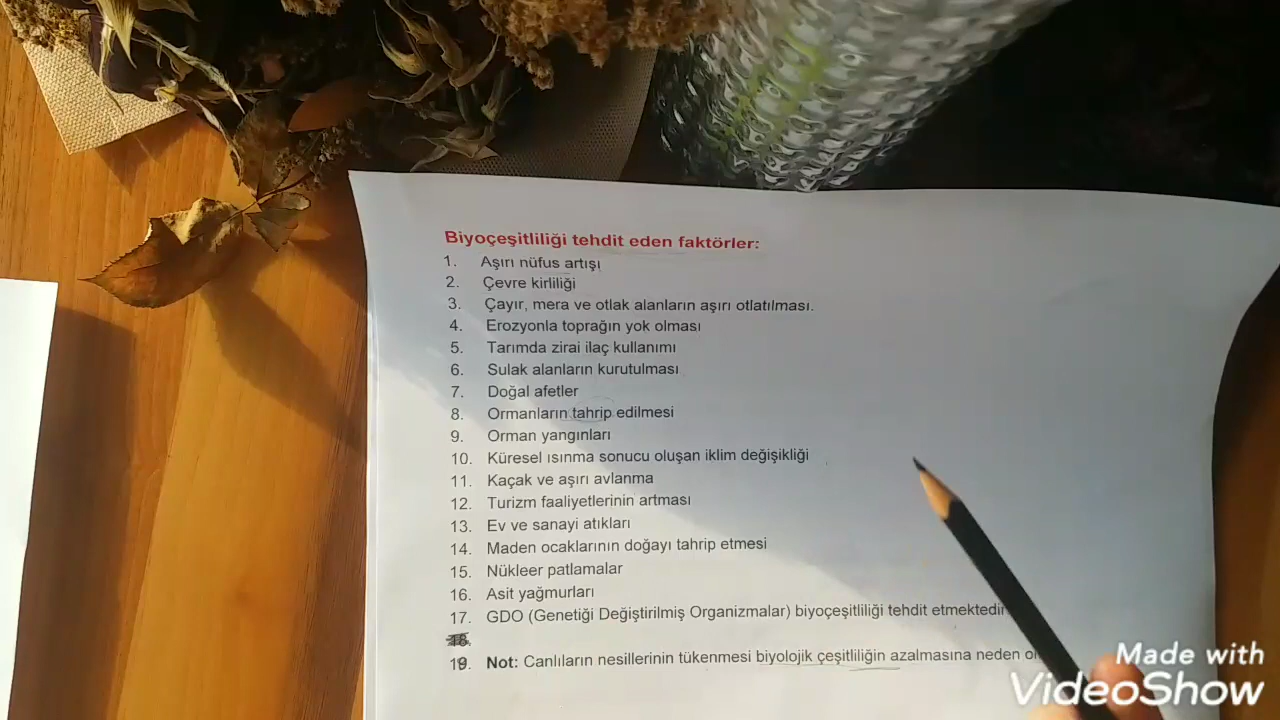 Biyoçeşitliliği tehdit eden faktörler:
1. Aşırı nüfus artışı
2. Çevre kirliliği
3. Çayır, mera ve otlak alanların aşırı otlatılması.
4. Erozyonla toprağın yok olması
5. Tarımda zirai ilaç kullanımı
6. Sulak alanların kurutulması
7. Doğal afetler
8. Ormanların tahrip edilmesi
9. Orman yangınları
10. Küresel ısınma sonucu oluşan iklim değişikliği
11. Kaçak ve aşırı avlanma
12. Turizm faaliyetlerinin artması
13. Ev ve sanayi atıkları
14. Maden ocaklarının doğayı tahrip etmesi
15. Nükleer patlamalar
16. Asit yağmurları
17. GDO (Genetiği Değiştirilmiş Organizmalar) biyoçeşitliliği tehdit etmektedir
18.
19. Not: Canlıların nesillerinin tükenmesi biyolojik çeşitliliğin azalmasına neden
Made with
VideoShow